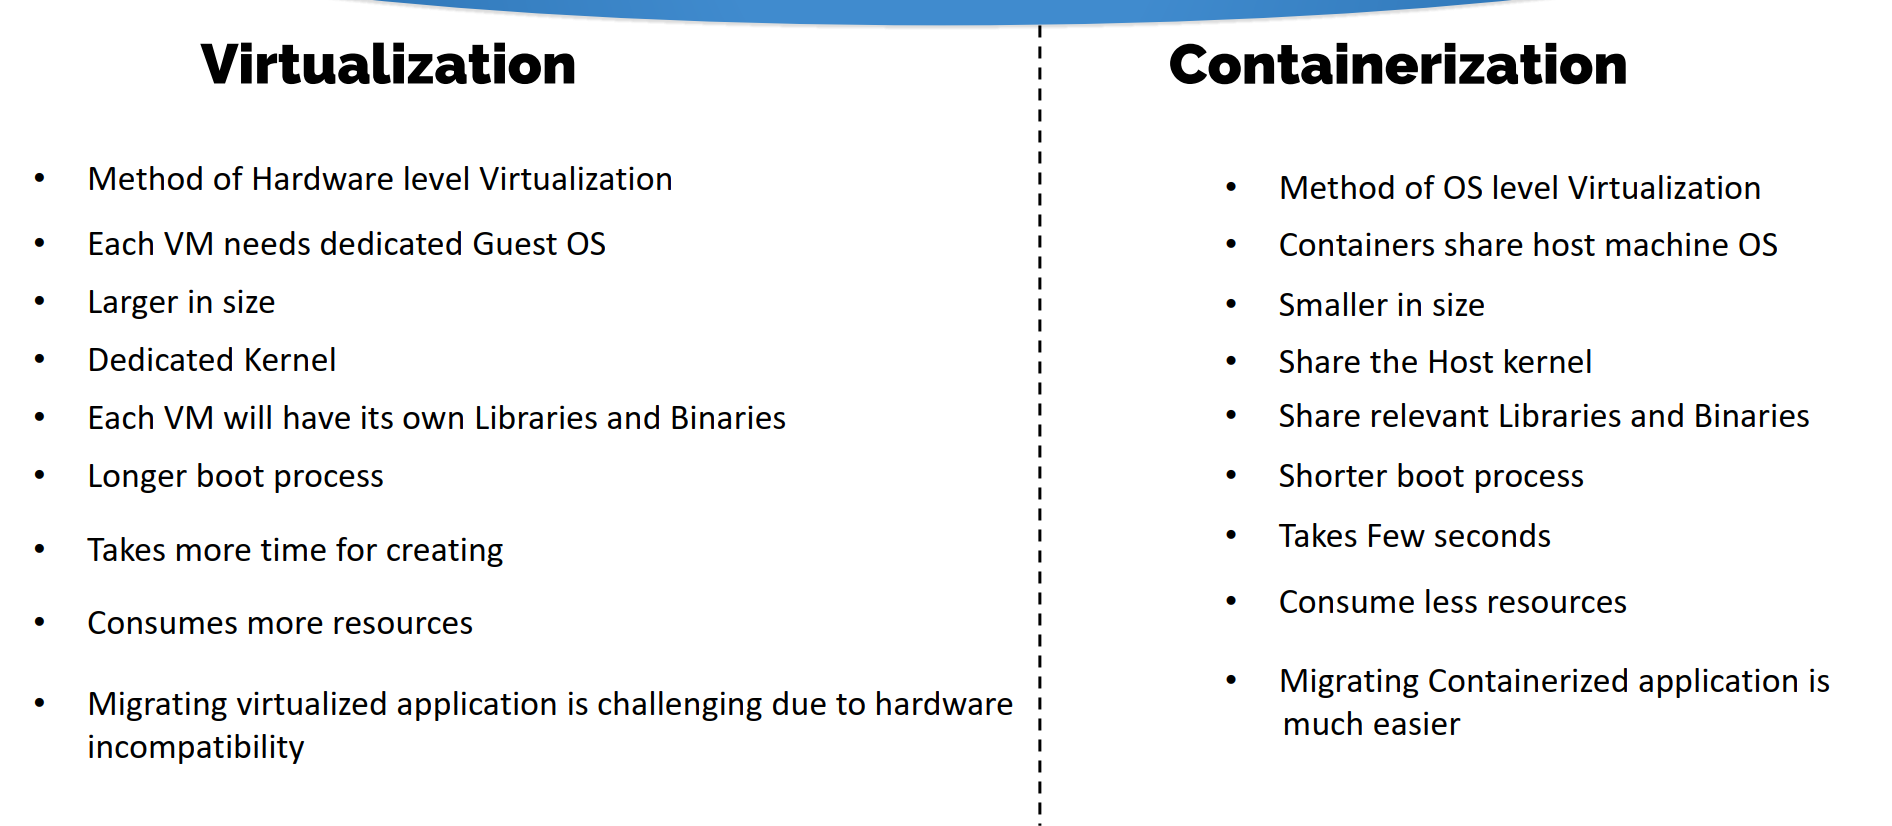 Virtualization
• Method of Hardware level Virtualization
• Each VM needs dedicated Guest OS
• Larger in size
• Dedicated Kernel
• Each VM will have its own Libraries and Binaries
• Longer boot process
• Takes more time for creating
• Consumes more resources
• Migrating virtualized application is challenging due to hardware
incompatibility
Containerization
• Method of OS level Virtualization
• Containers share host machine OS
• Smaller in size
• Share the Host kernel
• Share relevant Libraries and Binaries
• Shorter boot process
• Takes Few seconds
• Consume less resources
• Migrating Containerized application is
much easier